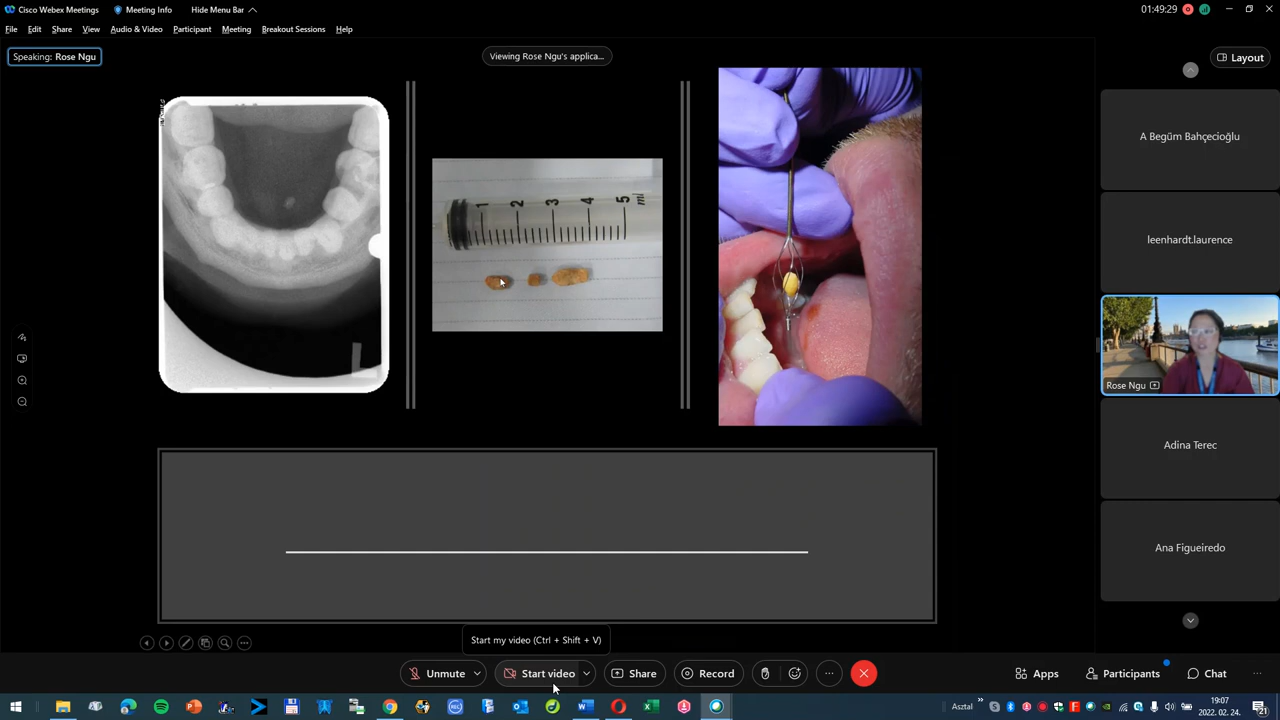 Cisco Webex Meetings
Meeting Info
Hide Menu Bar
01:49:29
File
Edit
Share
View
Audio & Video
Participant
Meeting
Breakout Sessions
Help
Speaking: Rose Ngu
Viewing Rose Ngu's applica...
Layout
A Begüm Bahçecioğlu
leenhardt.laurence
Rose Ngu
Adina Terec
Ana Figueiredo
1 2 3 4 5 ml
L
Start my video (Ctrl + Shift + V)
Unmute
Start video
Share
Record
Apps
Participants
Chat
REC
Asztal
19:07
2022. 02. 24.